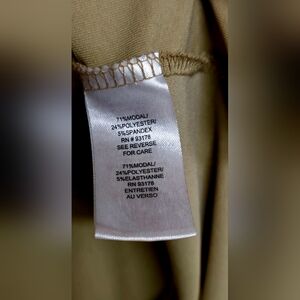 71%MODAL/
24%POLYESTER/
5%SPANDEX
RN # 93178
SEE REVERSE
FOR CARE
71%MODAL/
24%POLYESTER/
5%ELASTHANNE
RN 93178
ENTRETIEN
AU VERSO